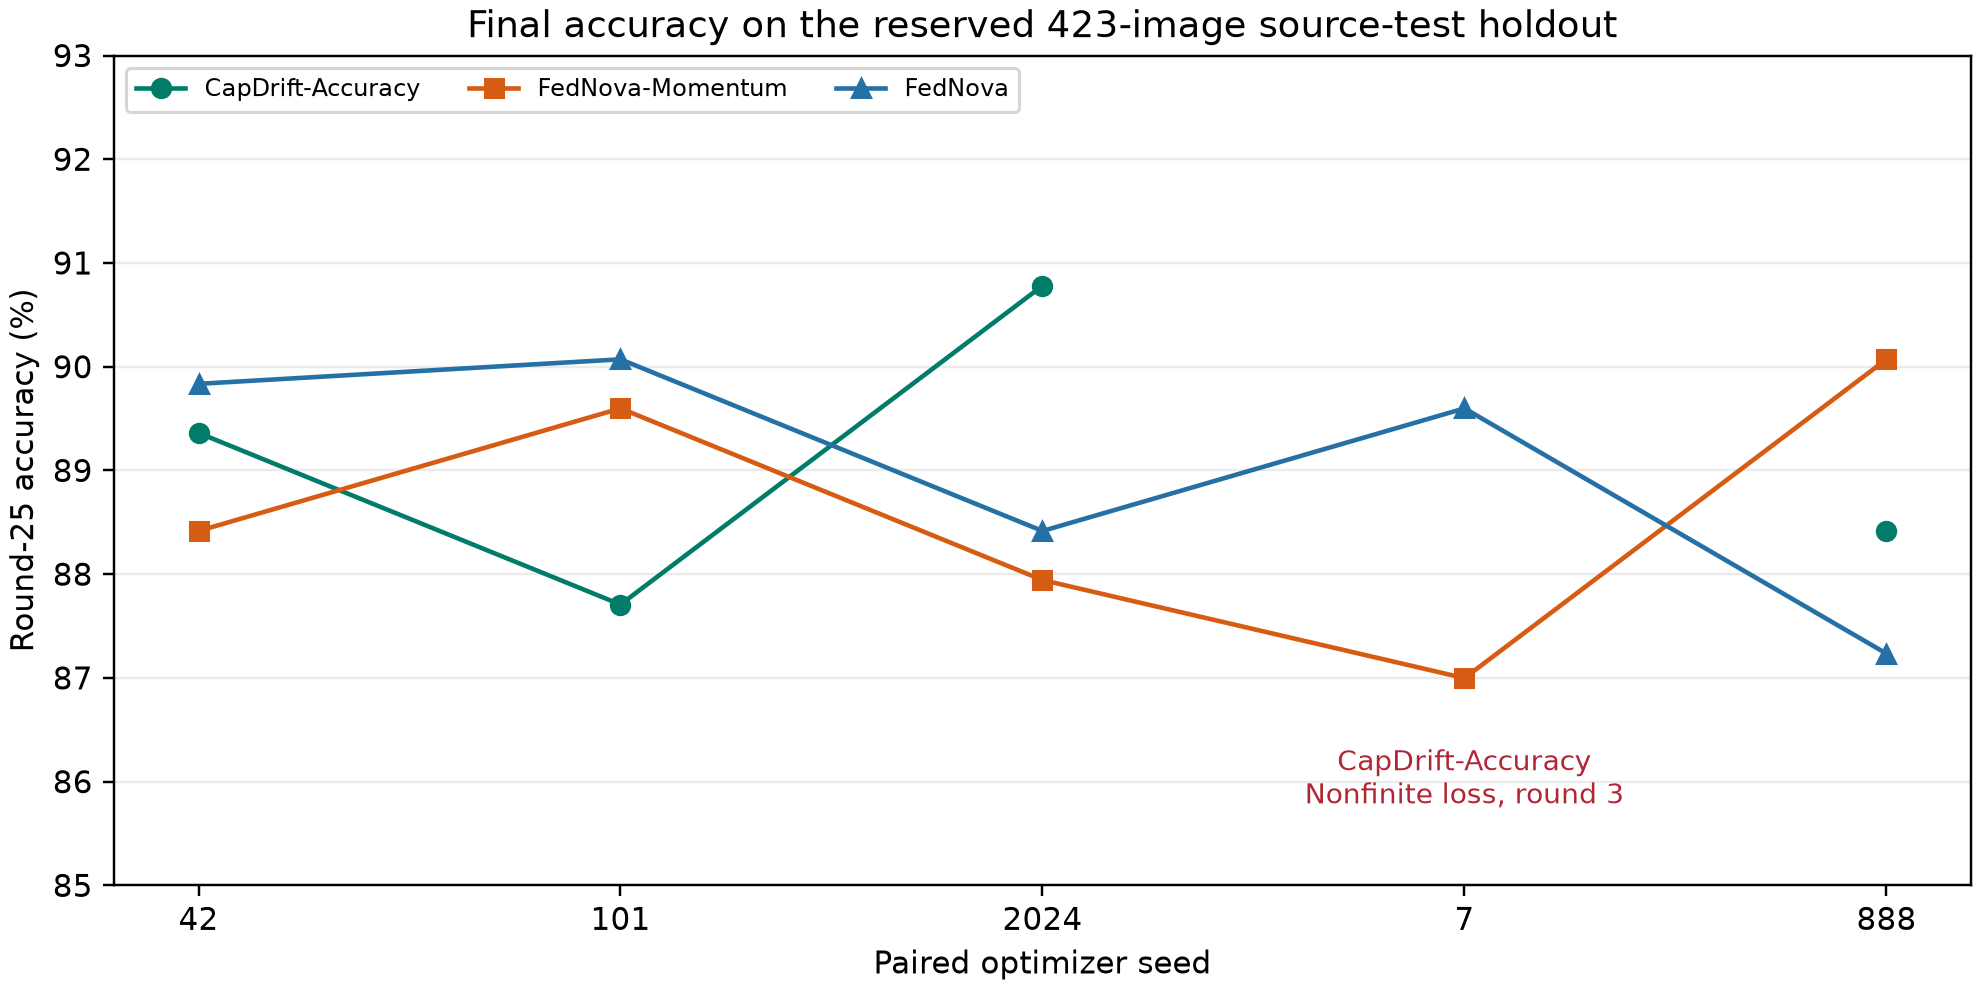 Final accuracy on the reserved 423-image source-test holdout
CapDrift-Accuracy
FedNova-Momentum
FedNova
Round-25 accuracy (%)
93
92
91
90
89
88
87
86
85
CapDrift-Accuracy
Nonfinite loss, round 3
42
101
2024
7
888
Paired optimizer seed